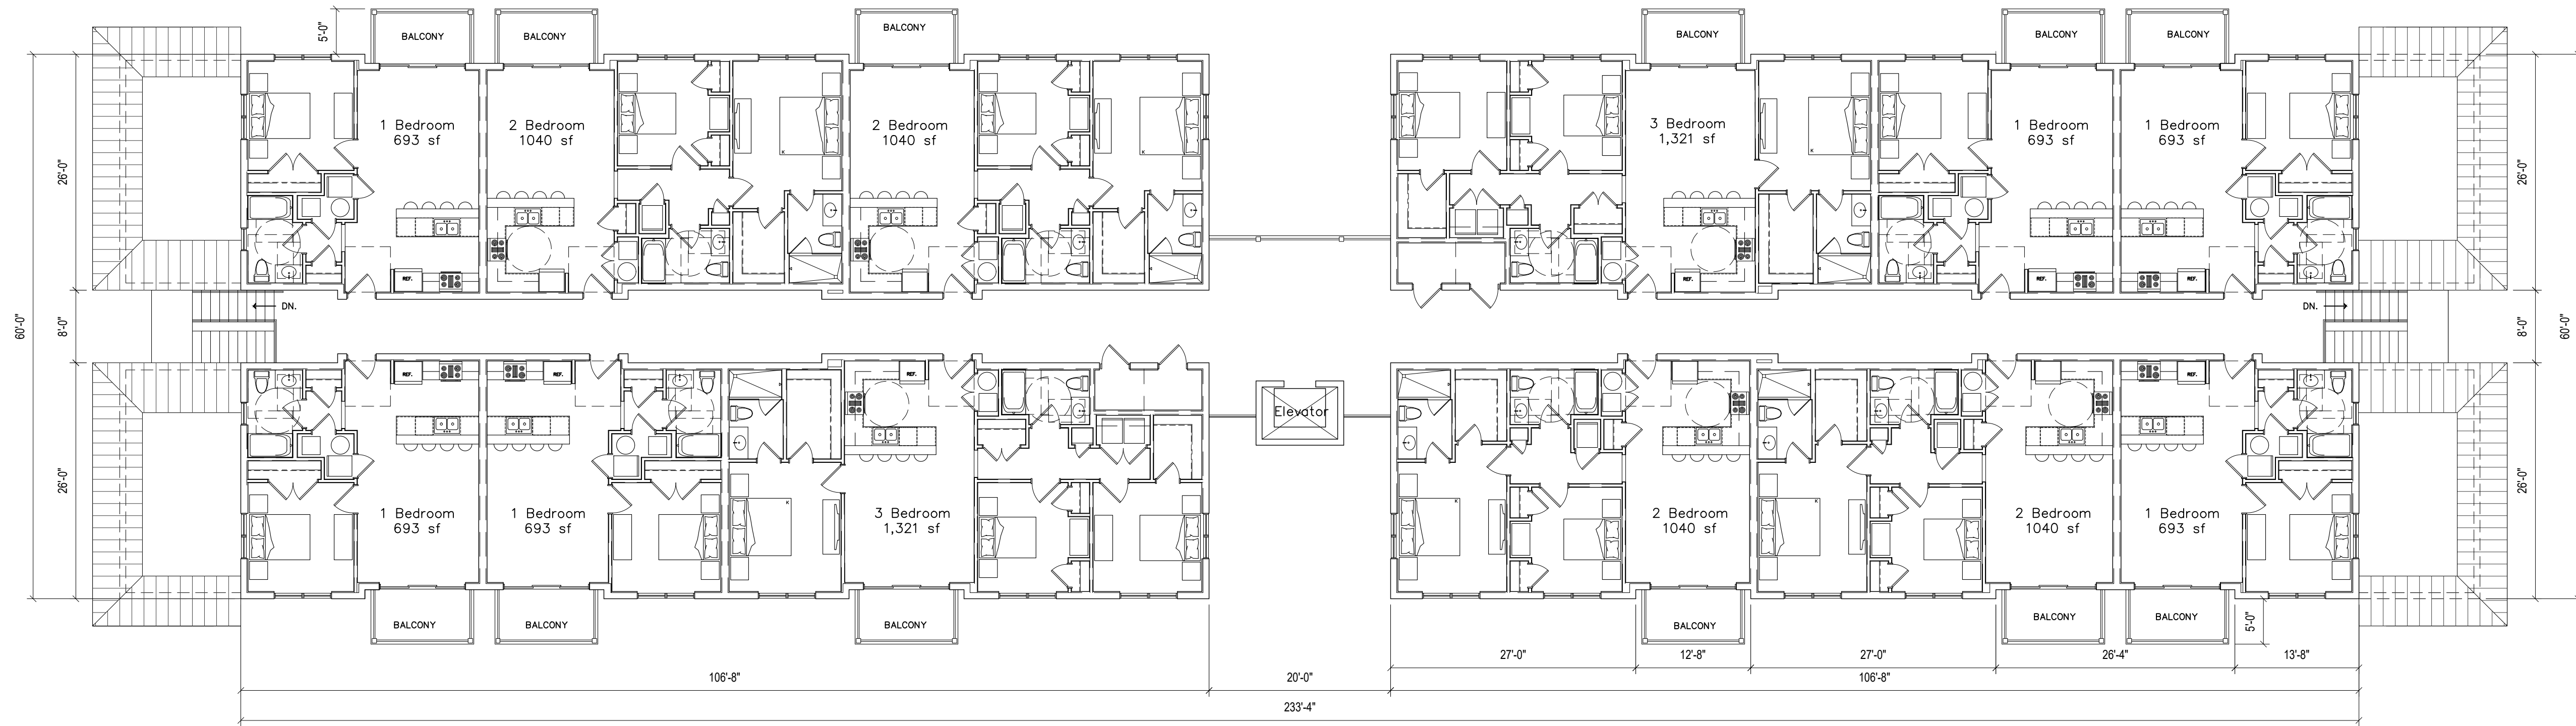 BALCONY
BALCONY
BALCONY
BALCONY
BALCONY
BALCONY
5'-0"
1 Bedroom
693 sf
2 Bedroom
1040 sf
2 Bedroom
1040 sf
3 Bedroom
1,321 sf
1 Bedroom
693 sf
1 Bedroom
693 sf
K
K
K
26'-0"
26'-0"
REF.
REF.
REF.
REF.
DN.
DN.
60'-0"
8'-0"
8'-0"
60'-0"
REF.
REF.
REF.
REF.
Elevator
26'-0"
26'-0"
K
K
K
1 Bedroom
693 sf
1 Bedroom
693 sf
3 Bedroom
1,321 sf
2 Bedroom
1040 sf
2 Bedroom
1040 sf
1 Bedroom
693 sf
BALCONY
BALCONY
BALCONY
BALCONY
BALCONY
BALCONY
5'-0"
27'-0"
12'-8"
27'-0"
26'-4"
13'-8"
106'-8"
20'-0"
106'-8"
233'-4"